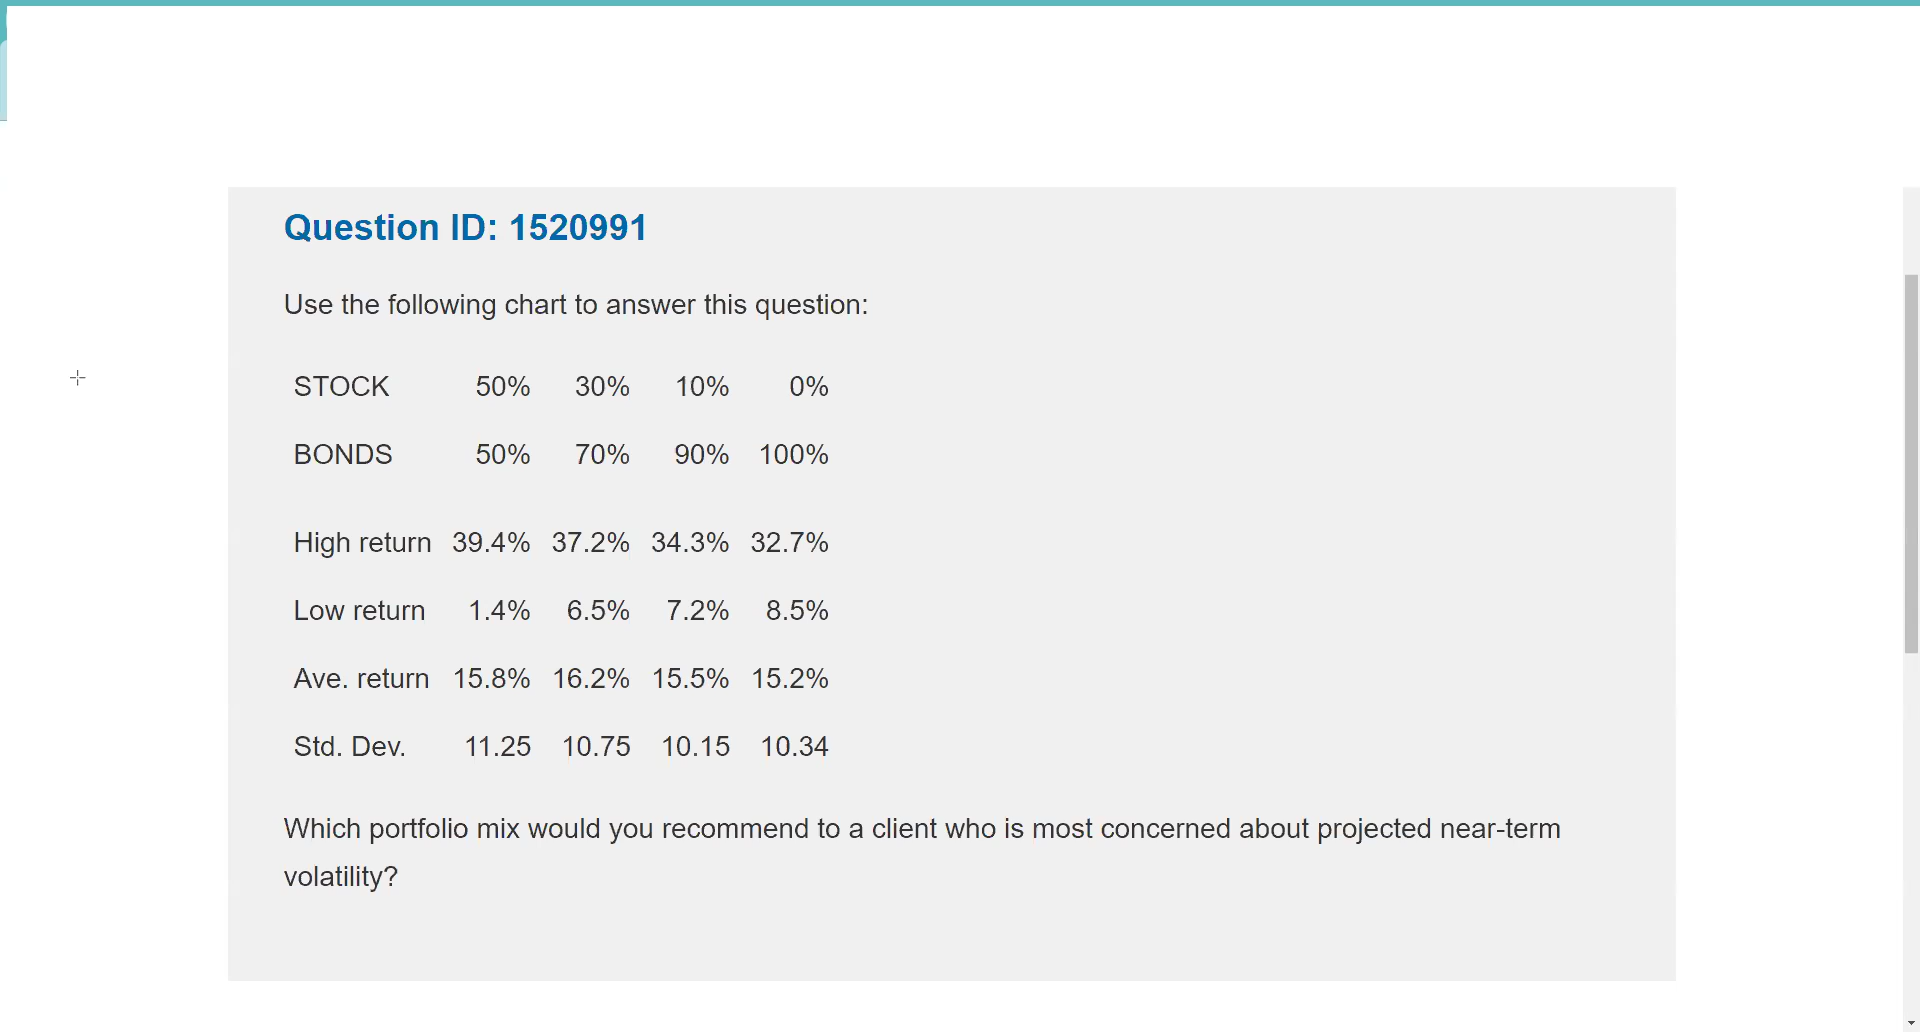 Question ID: 1520991
Use the following chart to answer this question:
STOCK 50% 30% 10% 0%
BONDS 50% 70% 90% 100%
High return 39.4% 37.2% 34.3% 32.7%
Low return 1.4% 6.5% 7.2% 8.5%
Ave. return 15.8% 16.2% 15.5% 15.2%
Std. Dev. 11.25 10.75 10.15 10.34
Which portfolio mix would you recommend to a client who is most concerned about projected near-term
volatility?